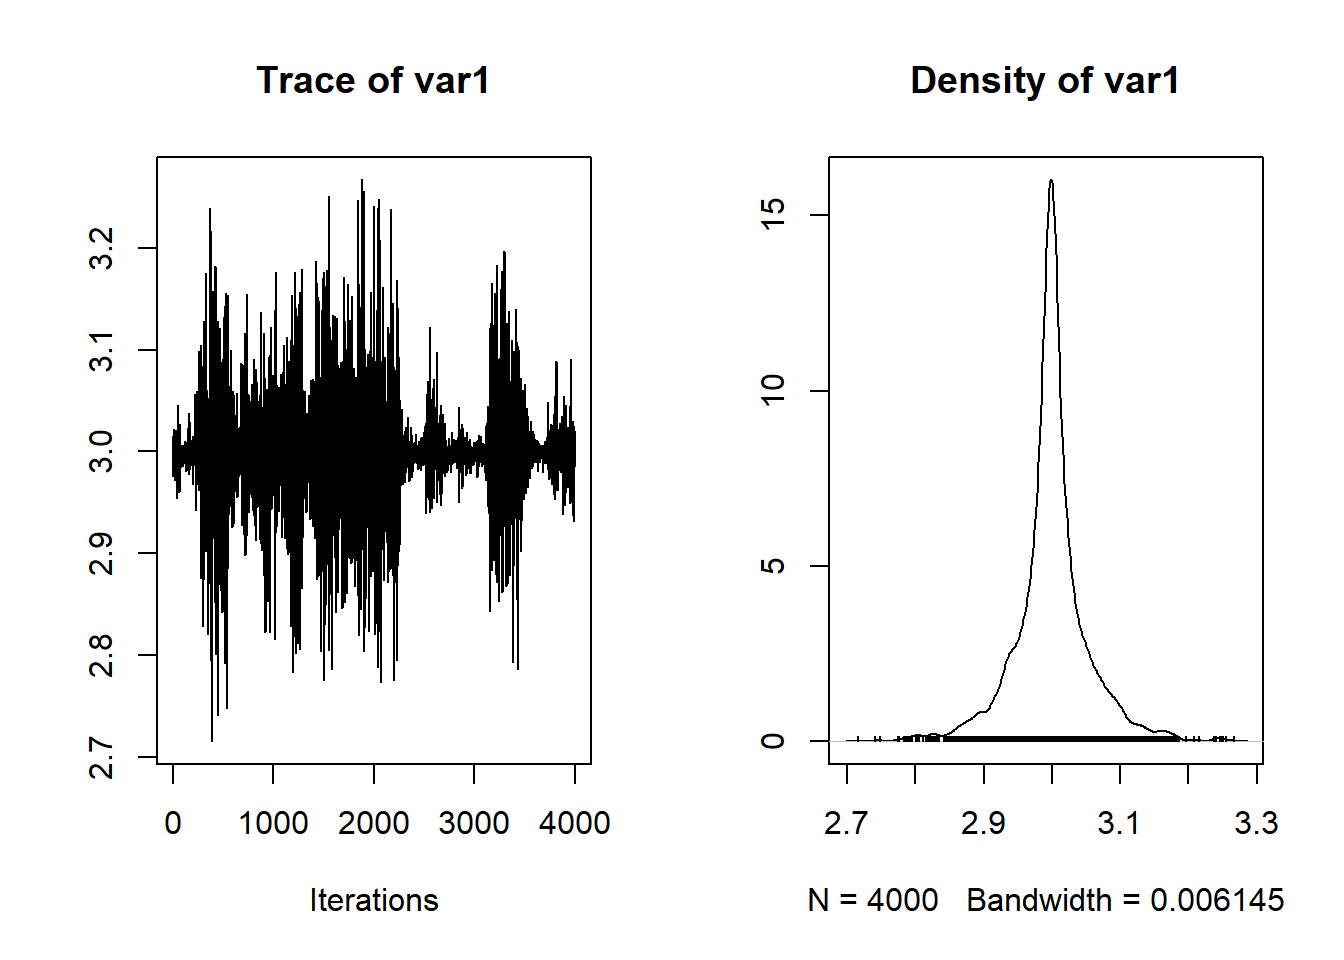 Trace of var1
3.2
3.1
3.0
2.9
2.8
2.7
0 1000 2000 3000 4000
Iterations
Density of var1
15
10
5
0
2.7 2.9 3.1 3.3
N = 4000 Bandwidth = 0.006145